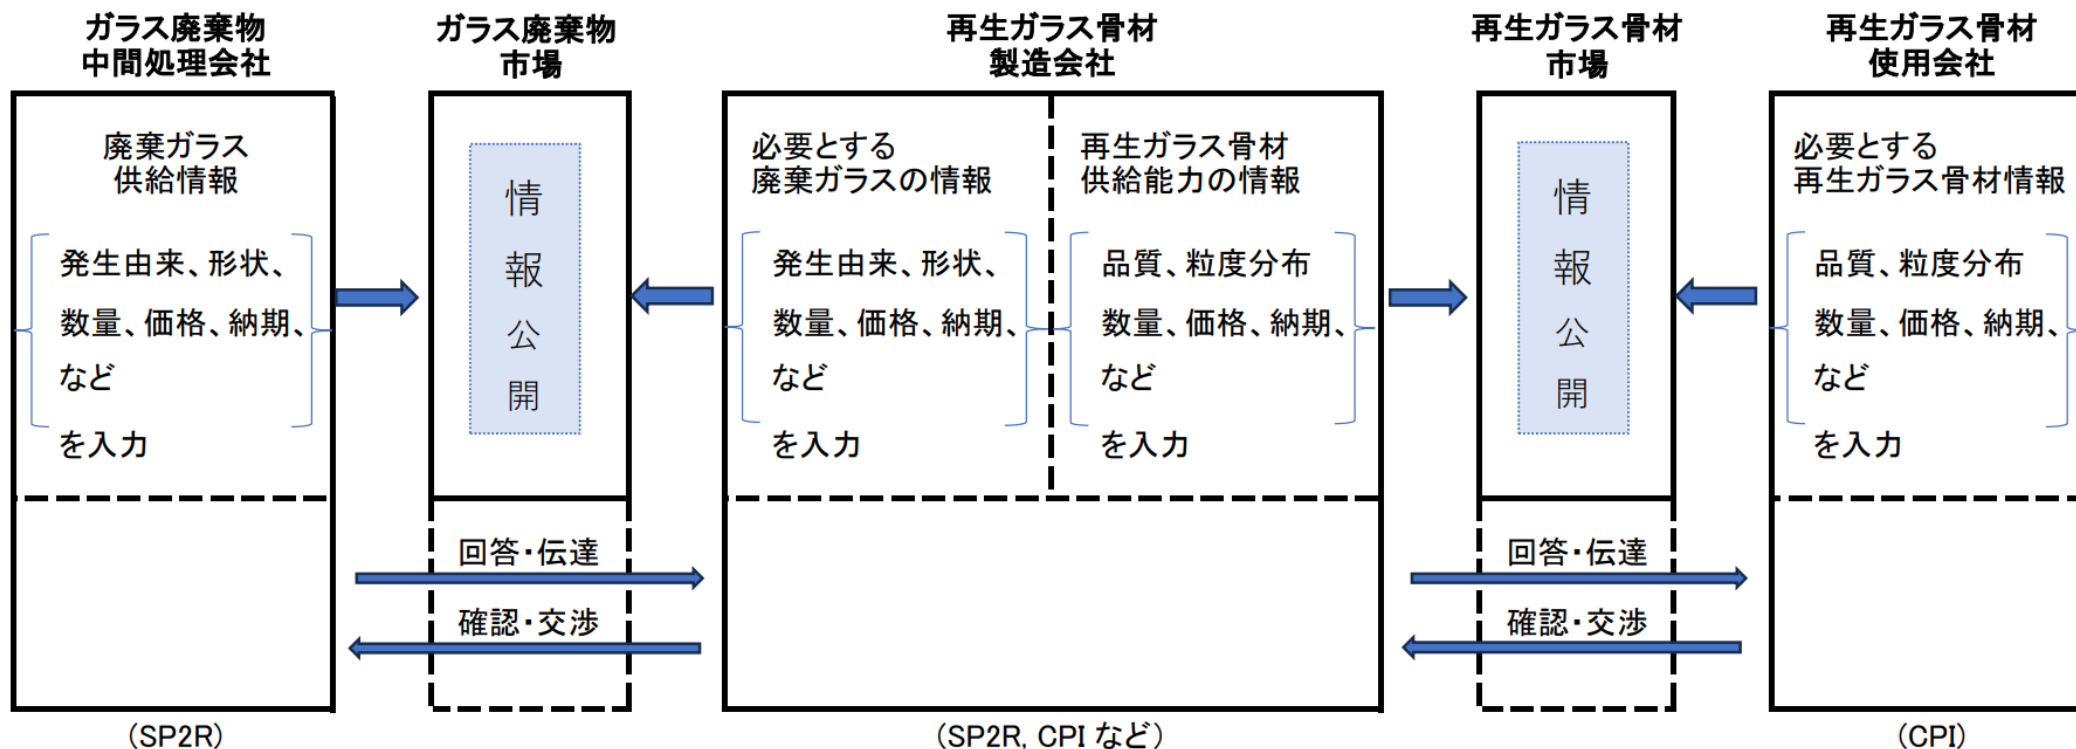 ガラス廃棄物
中間処理会社
ガラス廃棄物
市場
再生ガラス骨材
製造会社
再生ガラス骨材
市場
再生ガラス骨材
使用会社
廃棄ガラス
供給情報
発生由来、形状、
数量、価格、納期、
など
を入力
情
報
公
開
必要とする
廃棄ガラスの情報
発生由来、形状、
数量、価格、納期、
など
を入力
再生ガラス骨材
供給能力の情報
品質、粒度分布
数量、価格、納期、
など
を入力
情
報
公
開
必要とする
再生ガラス骨材情報
品質、粒度分布
数量、価格、納期、
など
を入力
回答・伝達
確認・交渉
回答・伝達
確認・交渉
(SP2R)
(SP2R, CPI など)
(CPI)